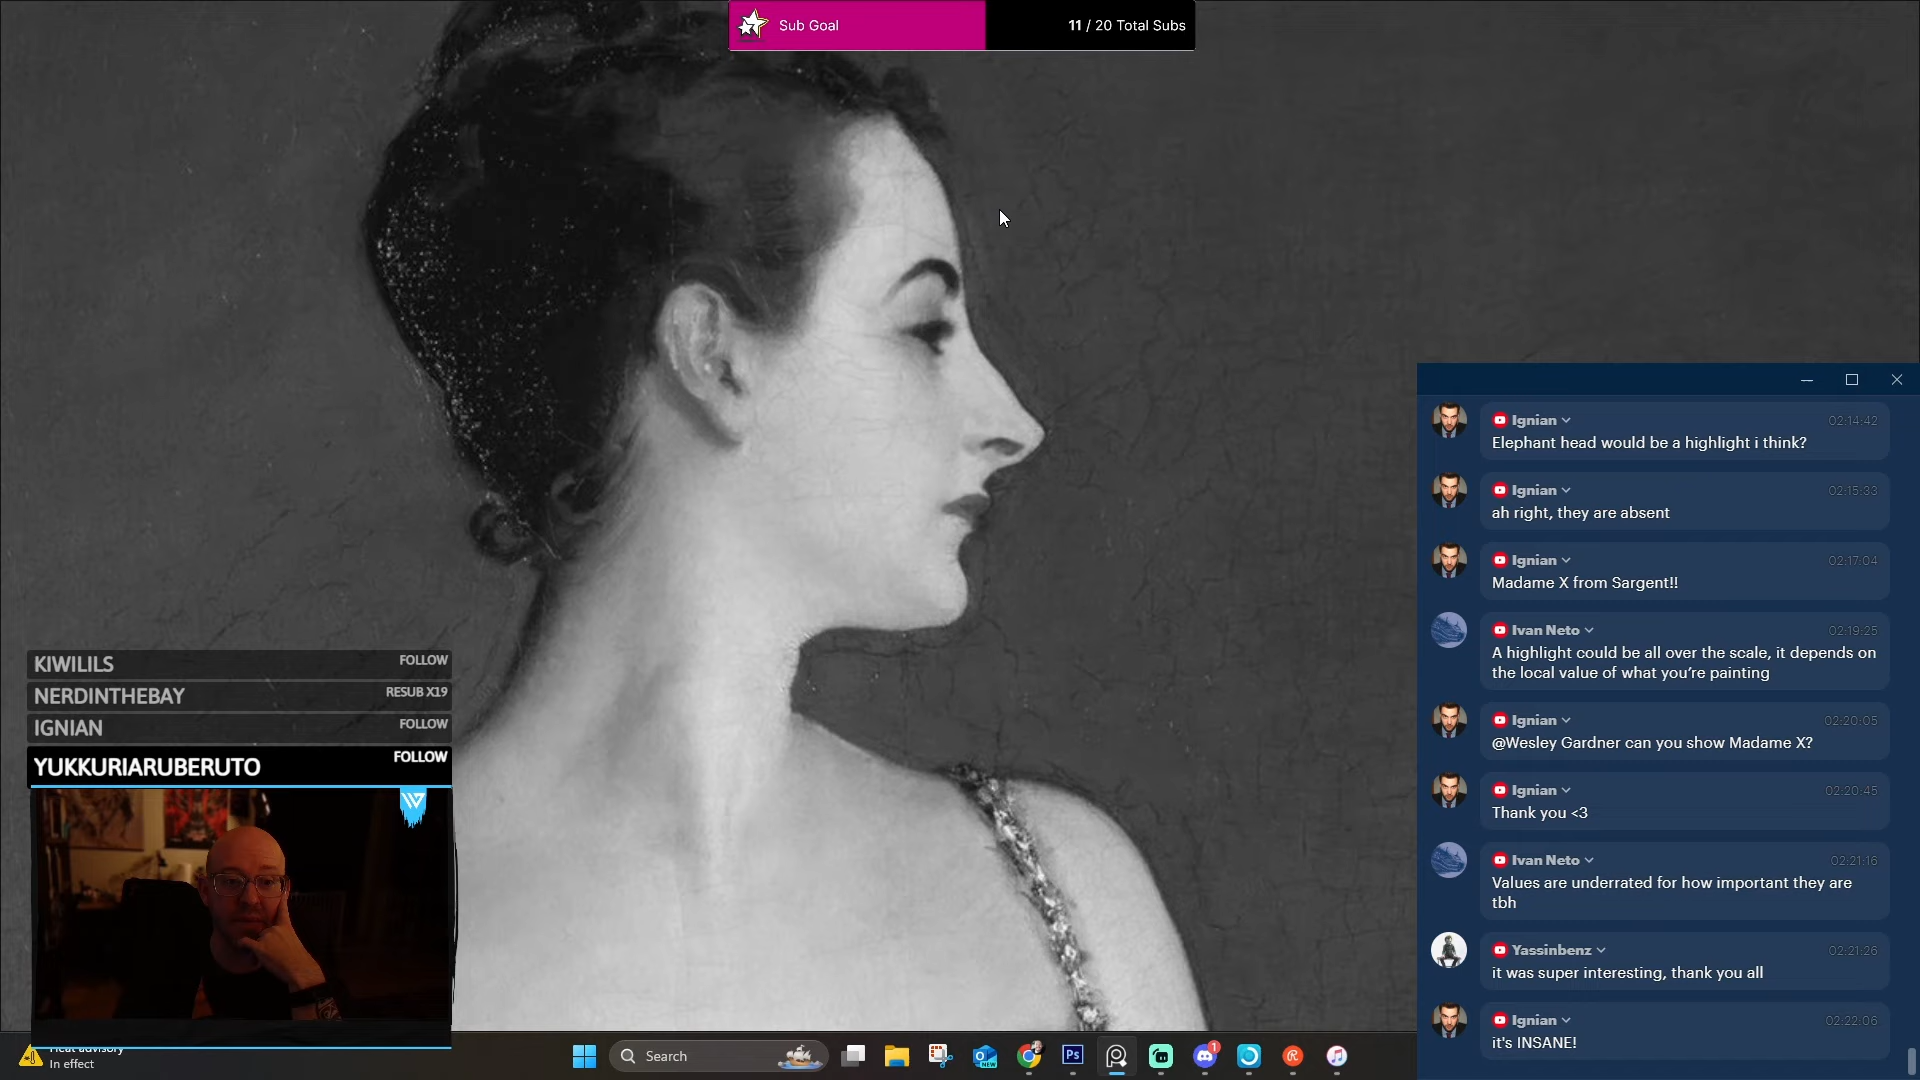 Sub Goal
11 / 20 Total Subs
Ignian
02:14:42
Elephant head would be a highlight i think?
Ignian
02:15:33
ah right, they are absent
Ignian
02:17:04
Madame X from Sargent!!
Ivan Neto
02:19:25
A highlight could be all over the scale, it depends on
the local value of what you’re painting
Ignian
02:20:05
@Wesley Gardner can you show Madame X?
Ignian
02:20:45
Thank you <3
Ivan Neto
02:21:16
Values are underrated for how important they are
tbh
Yassinbenz
02:21:26
it was super interesting, thank you all
Ignian
02:22:06
it's INSANE!
KIWILILS
FOLLOW
NERDINTHEBAY
RESUB X19
IGNIAN
FOLLOW
YUKKURIARUBERUTO
FOLLOW
Heat advisory
In effect
Search
NEW
Ps
1